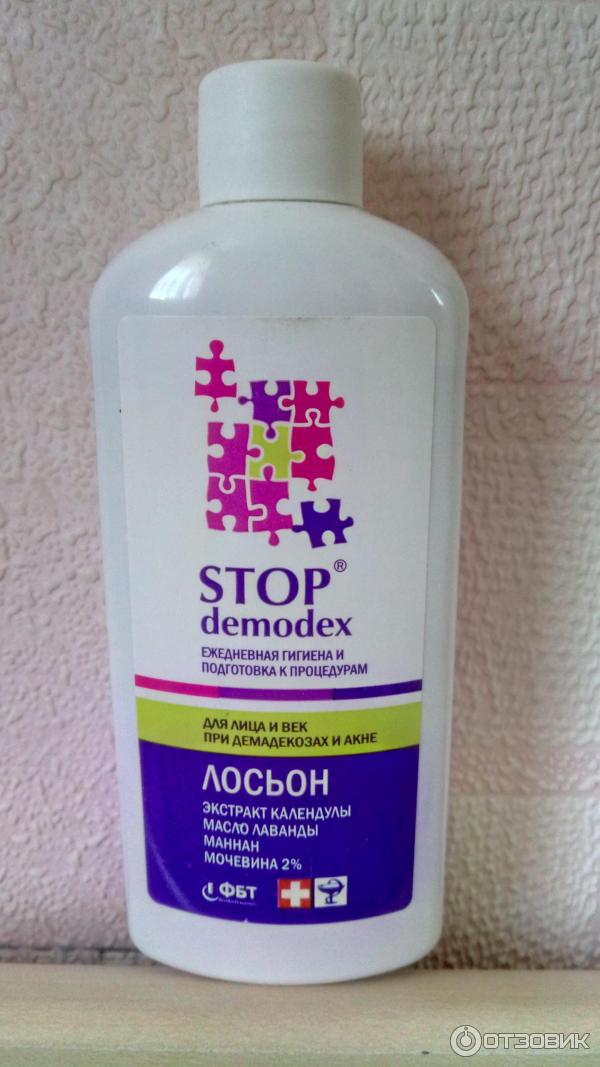 STOP®
demodex
ЕЖЕДНЕВНАЯ ГИГИЕНА И
ПОДГОТОВКА К ПРОЦЕДУРАМ
ДЛЯ ЛИЦА И ВЕК
ПРИ ДЕМАДЕКОЗАХ И АКНЕ
ЛОСЬОН
ЭКСТРАКТ КАЛЕНДУЛЫ
МАСЛО ЛАВАНДЫ
МАННАН
МОЧЕВИНА 2%
ФБТ
ОТЗОВИК